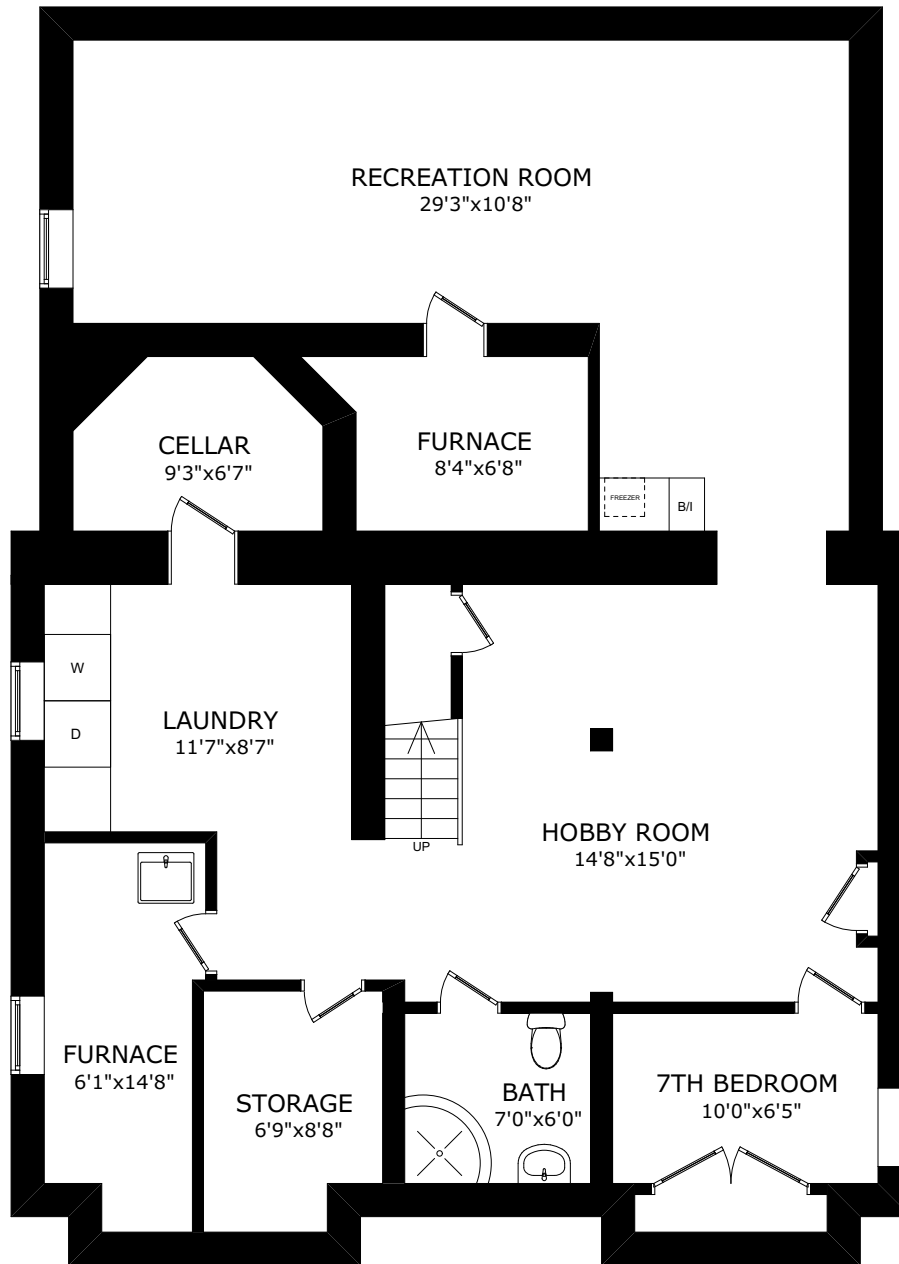 RECREATION ROOM
29'3"x10'8"
CELLAR
9'3"x6'7"
FURNACE
8'4"x6'8"
FREEZER
B/I
W
D
LAUNDRY
11'7"x8'7"
UP
HOBBY ROOM
14'8"x15'0"
FURNACE
6'1"x14'8"
STORAGE
6'9"x8'8"
BATH
7'0"x6'0"
7TH BEDROOM
10'0"x6'5"